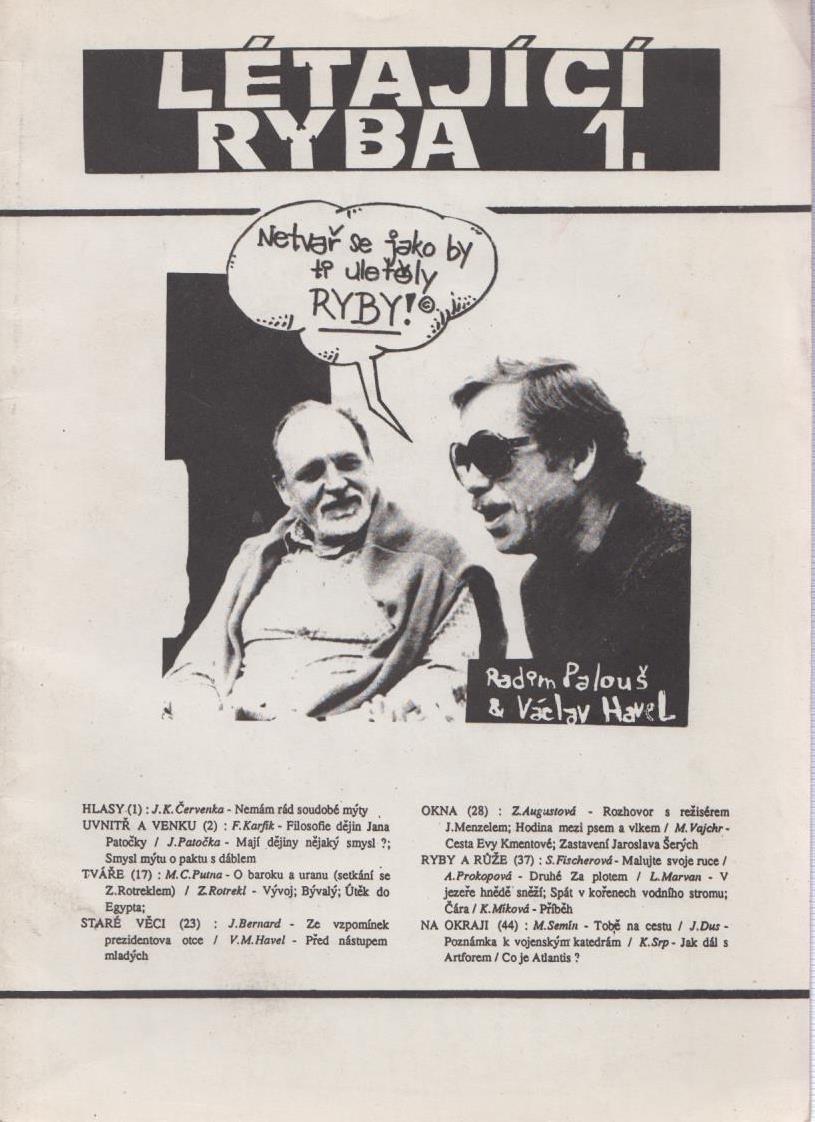 LÉTAJÍCÍ
RYBA 1.
Netvař se jako by
ti uletěly
RYBY!©
Radim Palouš
& Václav Havel
HLASY (1) : J.K.Červenka - Nemám rád soudobé mýty
UVNITŘ A VENKU (2) : F.Karfík - Filosofie dějin Jana
Patočky / J.Patočka - Mají dějiny nějaký smysl ?;
Smysl mýtu o paktu s dáblem
TVÁŘE (17) : M.C.Putna - O baroku a uranu (setkání se
Z.Rotreklem) / Z.Rotrekl - Vývoj; Bývalý; Útěk do
Egypta;
STARÉ VĚCI (23) : J.Bernard - Ze vzpomínek
prezidentova otce / V.M.Havel - Před nástupem
mladých
OKNA (28) : Z.Augustová - Rozhovor s režisérem
J.Menzelem; Hodina mezi psem a vlkem / M.Vajchr -
Cesta Evy Kmentové; Zastavení Jaroslava Šerých
RYBY A RŮŽE (37) : S.Fischerová - Malujte svoje ruce /
A.Prokopová - Druhé Za plotem / L.Marvan - V
jezeře hnědě sněží; Spát v kořenech vodního stromu;
Čára / K.Miková - Příběh
NA OKRAJI (44) : M.Semín - Tobě na cestu / J.Dus -
Poznámka k vojenským katedrám / K.Srp - Jak dál s
Artforem / Co je Atlantis ?